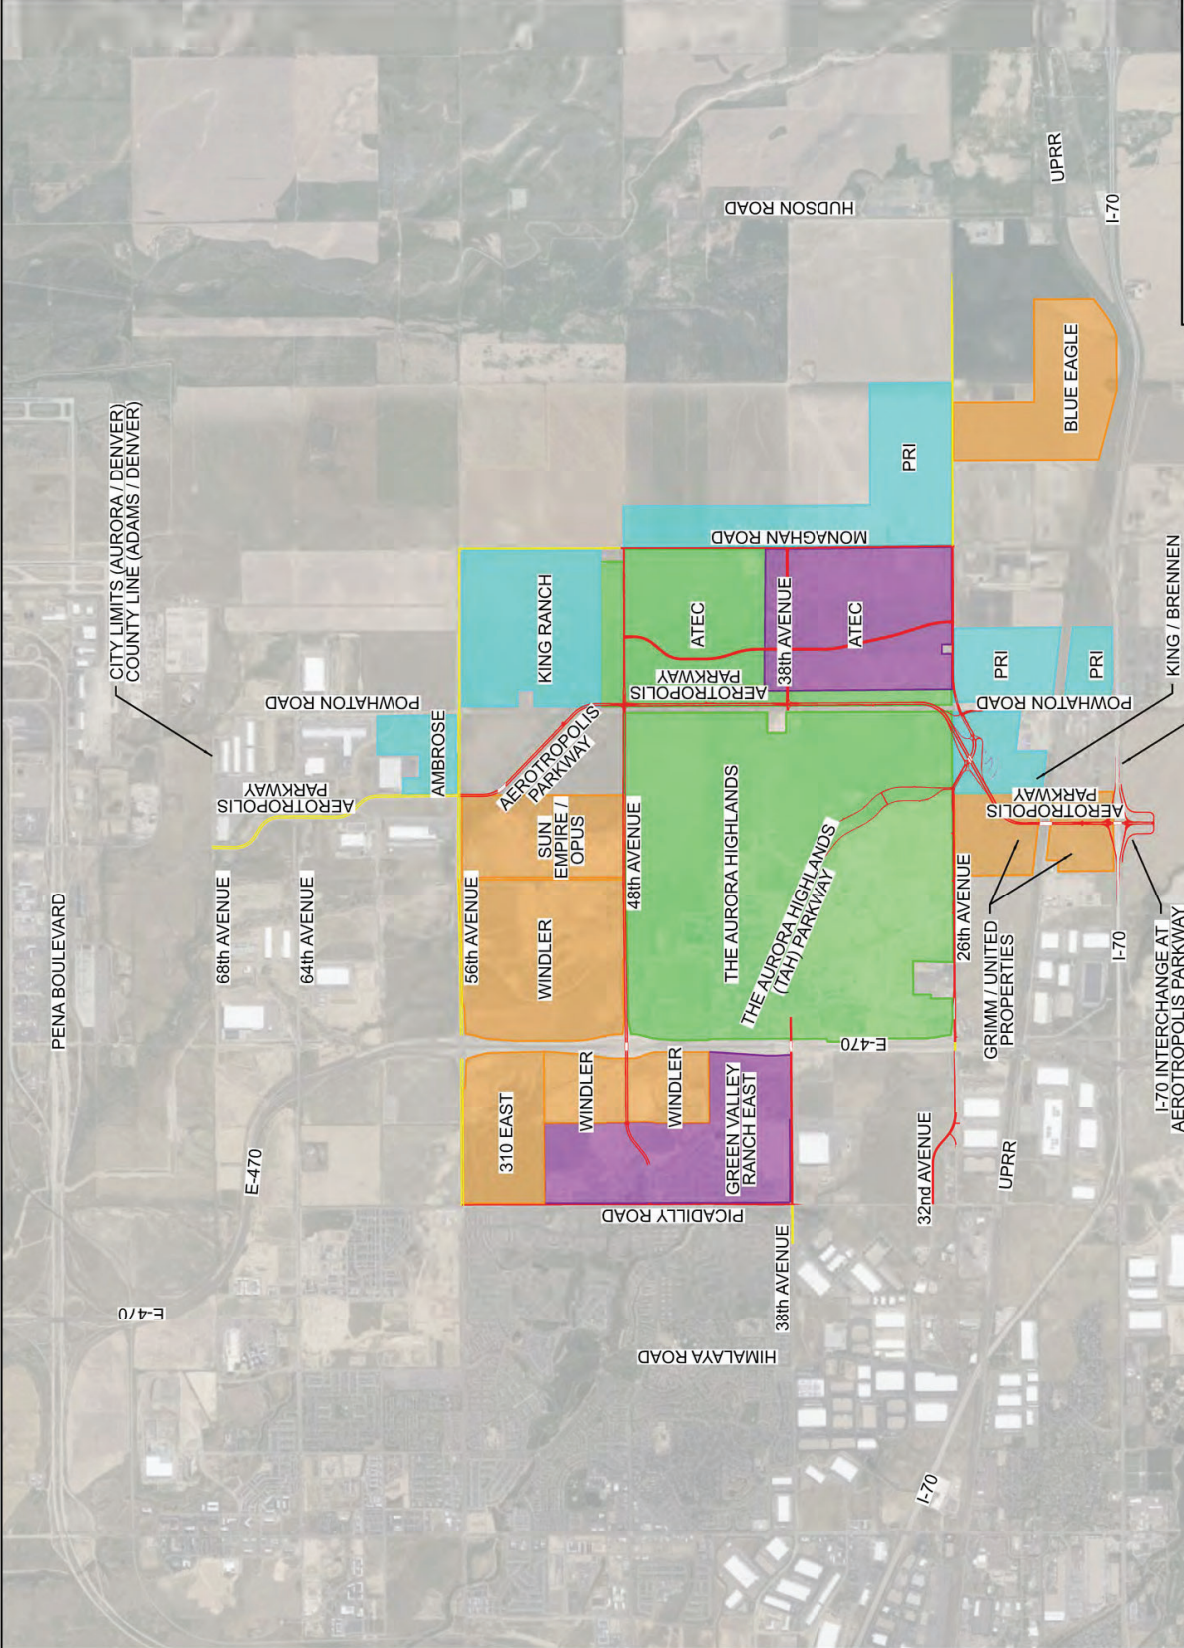 PENA BOULEVARD
CITY LIMITS (AURORA / DENVER)
COUNTY LINE (ADAMS / DENVER)
E-470
E-470
68th AVENUE
64th AVENUE
AEROTROPOLIS
PARKWAY
POWHATON ROAD
AMBROSE
56th AVENUE
310 EAST
WINDLER
SUN
EMPIRE /
OPUS
AEROTROPOLIS
PARKWAY
KING RANCH
48th AVENUE
WINDLER
WINDLER
GREEN VALLEY
RANCH EAST
PICADILLY ROAD
HIMALAYA ROAD
38th AVENUE
THE AURORA HIGHLANDS
THE AURORA HIGHLANDS
(TAH) PARKWAY
E-470
AEROTROPOLIS
PARKWAY
ATEC
38th AVENUE
ATEC
MONAGHAN ROAD
PRI
HUDSON ROAD
32nd AVENUE
26th AVENUE
GRIMM / UNITED
PROPERTIES
AEROTROPOLIS
PARKWAY
POWHATON ROAD
PRI
PRI
BLUE EAGLE
UPRR
I-70
KING / BRENNEN
UPRR
I-70
I-70
I-70 INTERCHANGE AT
AEROTROPOLIS PARKWAY